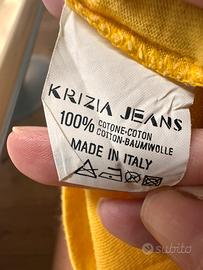 KRIZIA JEANS
100% COTONE-COTON
COTTON-BAUMWOLLE
MADE IN ITALY
subito